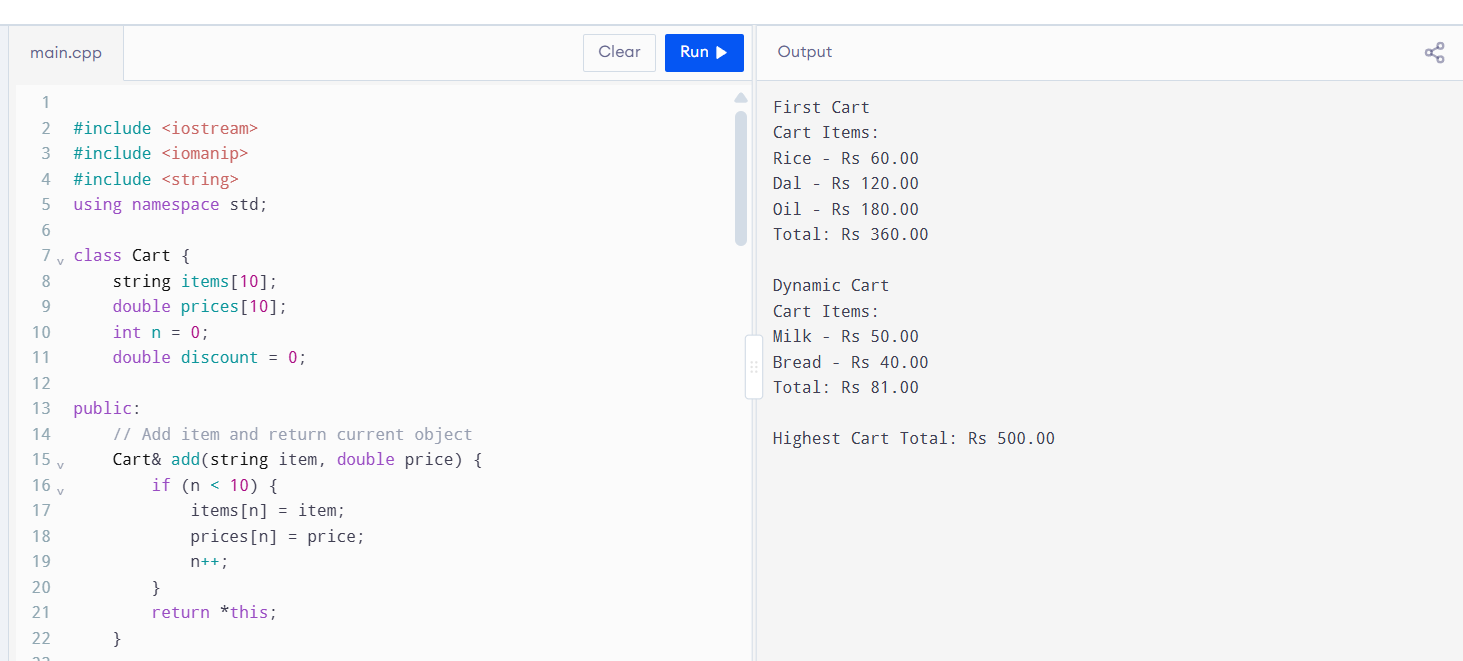 main.cpp
Clear
Run
Output
1
2 #include <iostream>
3 #include <iomanip>
4 #include <string>
5 using namespace std;
6
7 class Cart {
8     string items[10];
9     double prices[10];
10     int n = 0;
11     double discount = 0;
12
13 public:
14     // Add item and return current object
15     Cart& add(string item, double price) {
16         if (n < 10) {
17             items[n] = item;
18             prices[n] = price;
19             n++;
20         }
21         return *this;
22     }
First Cart
Cart Items:
Rice - Rs 60.00
Dal - Rs 120.00
Oil - Rs 180.00
Total: Rs 360.00
Dynamic Cart
Cart Items:
Milk - Rs 50.00
Bread - Rs 40.00
Total: Rs 81.00
Highest Cart Total: Rs 500.00